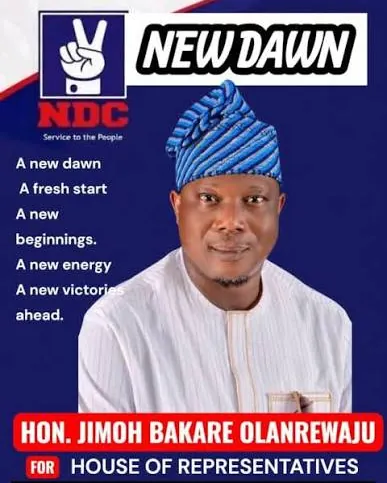 NEW DAWN
NDC
Service to the People
A new dawn
A fresh start
A new
beginnings.
A new energy
A new victories
ahead.
HON. JIMOH BAKARE OLANREWAJU
FOR HOUSE OF REPRESENTATIVES